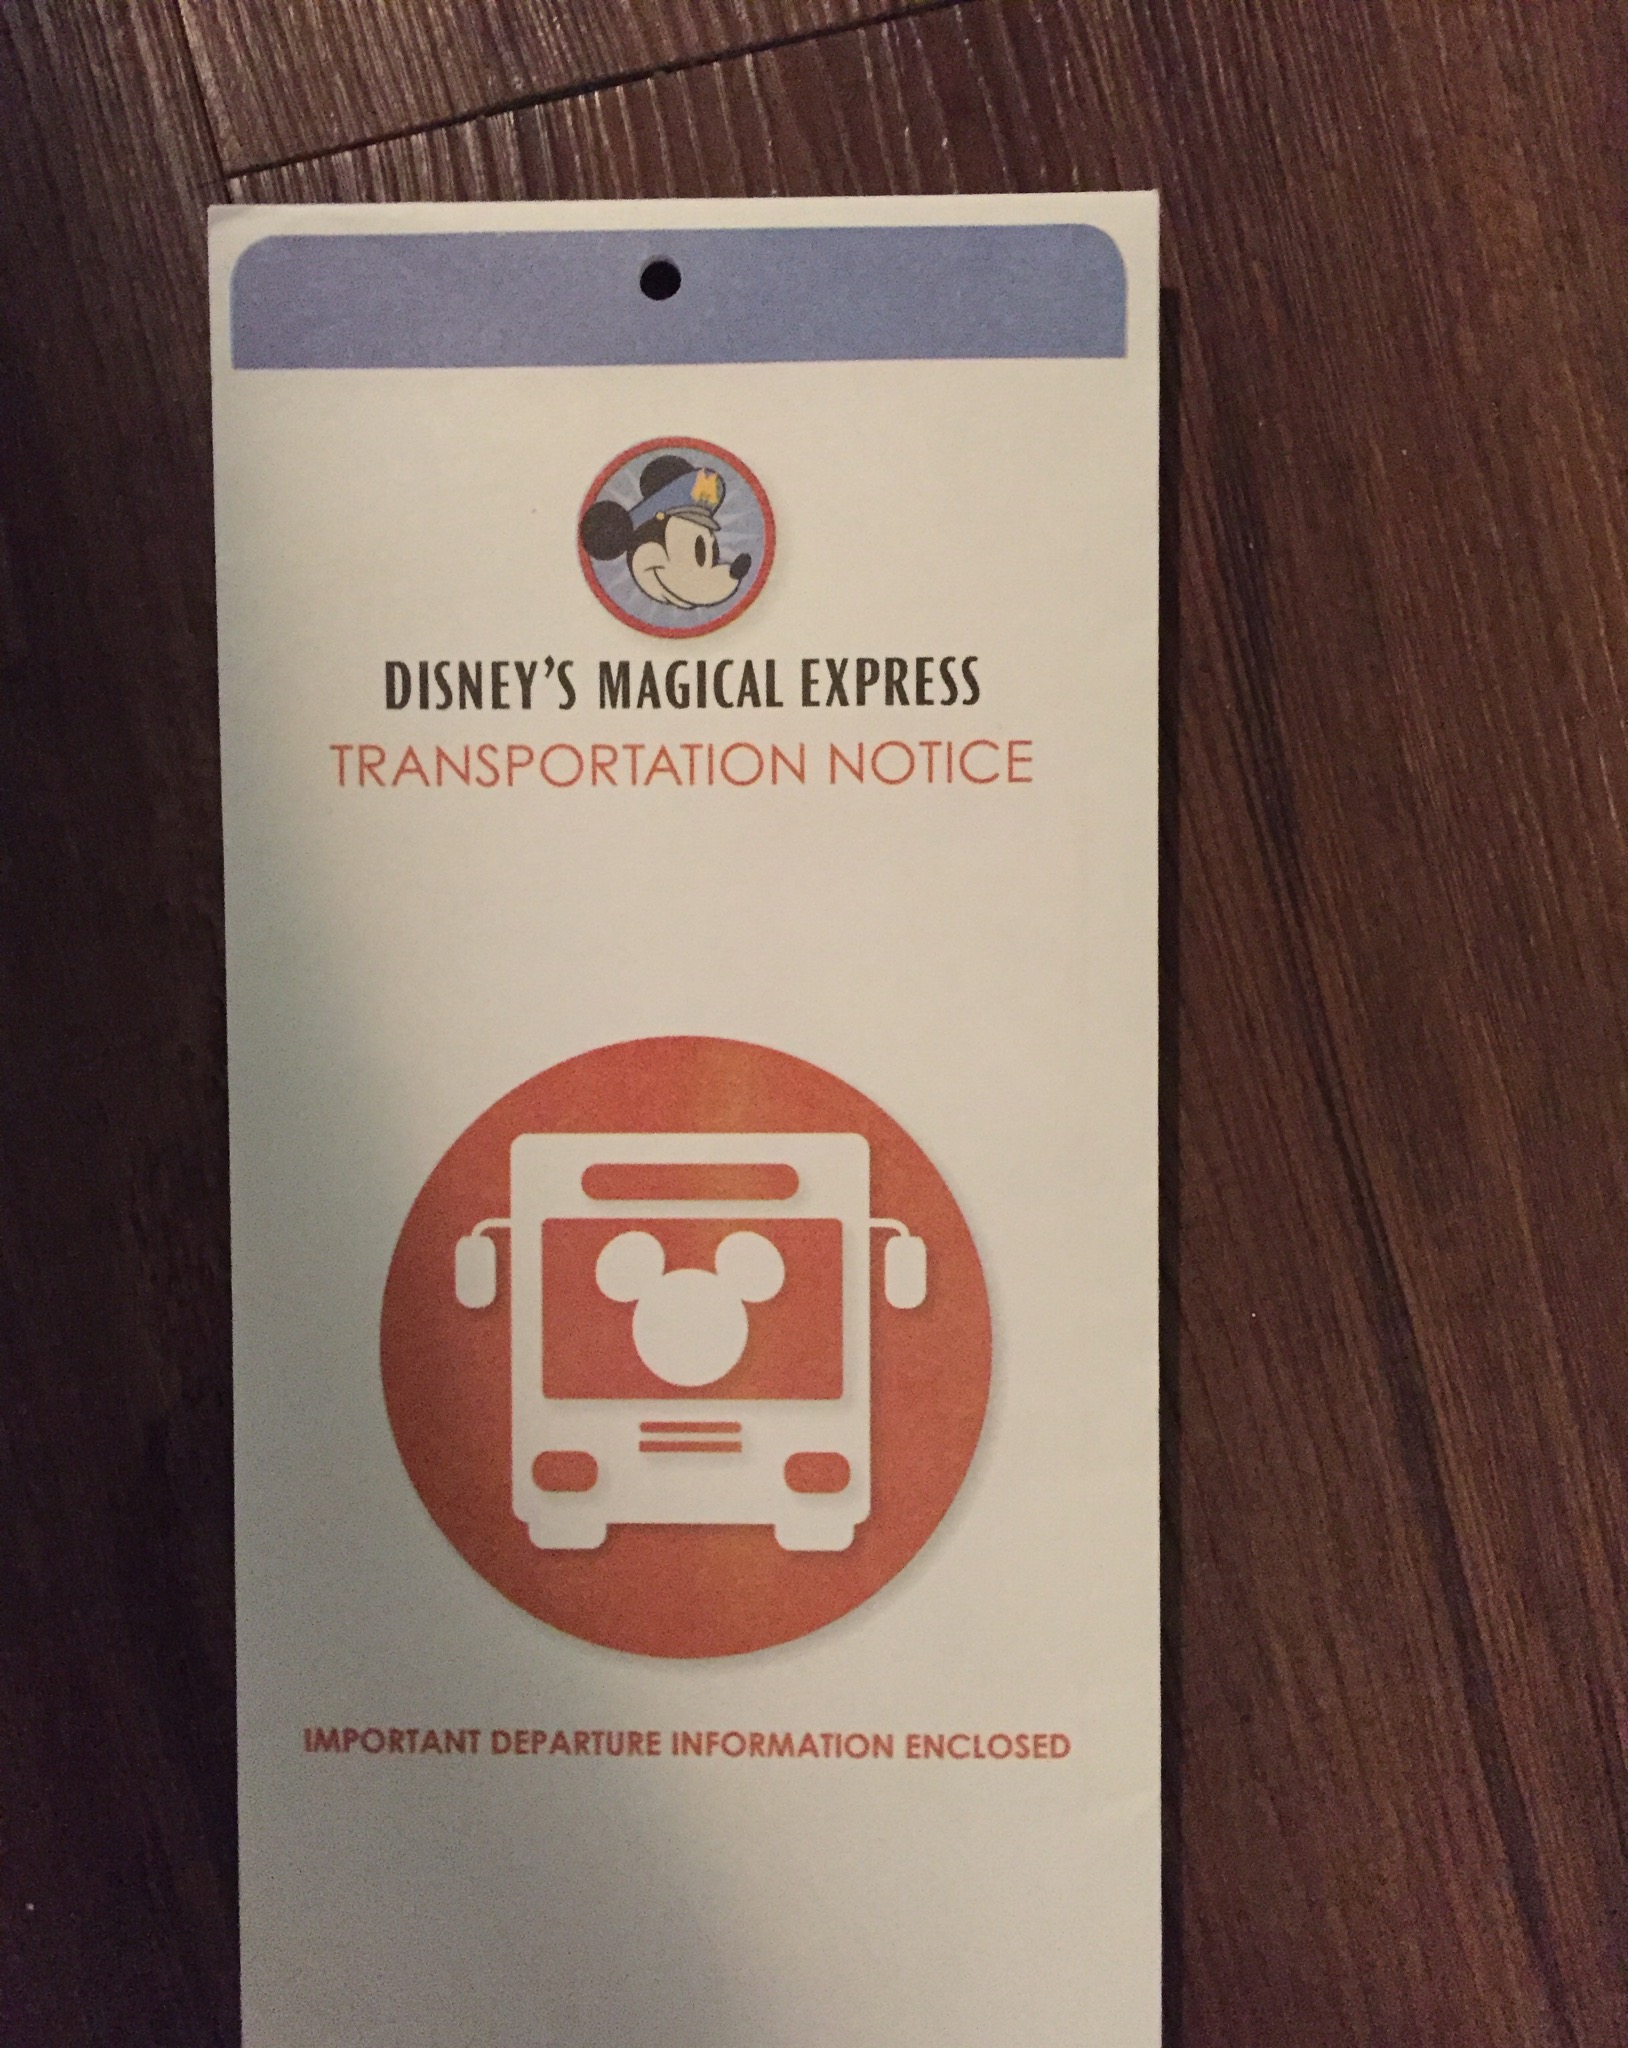 M
DISNEY'S MAGICAL EXPRESS
TRANSPORTATION NOTICE
IMPORTANT DEPARTURE INFORMATION ENCLOSED